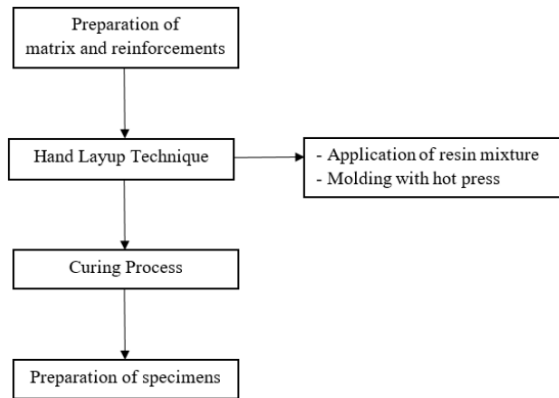 Preparation of
matrix and reinforcements
Hand Layup Technique
- Application of resin mixture
- Molding with hot press
Curing Process
Preparation of specimens